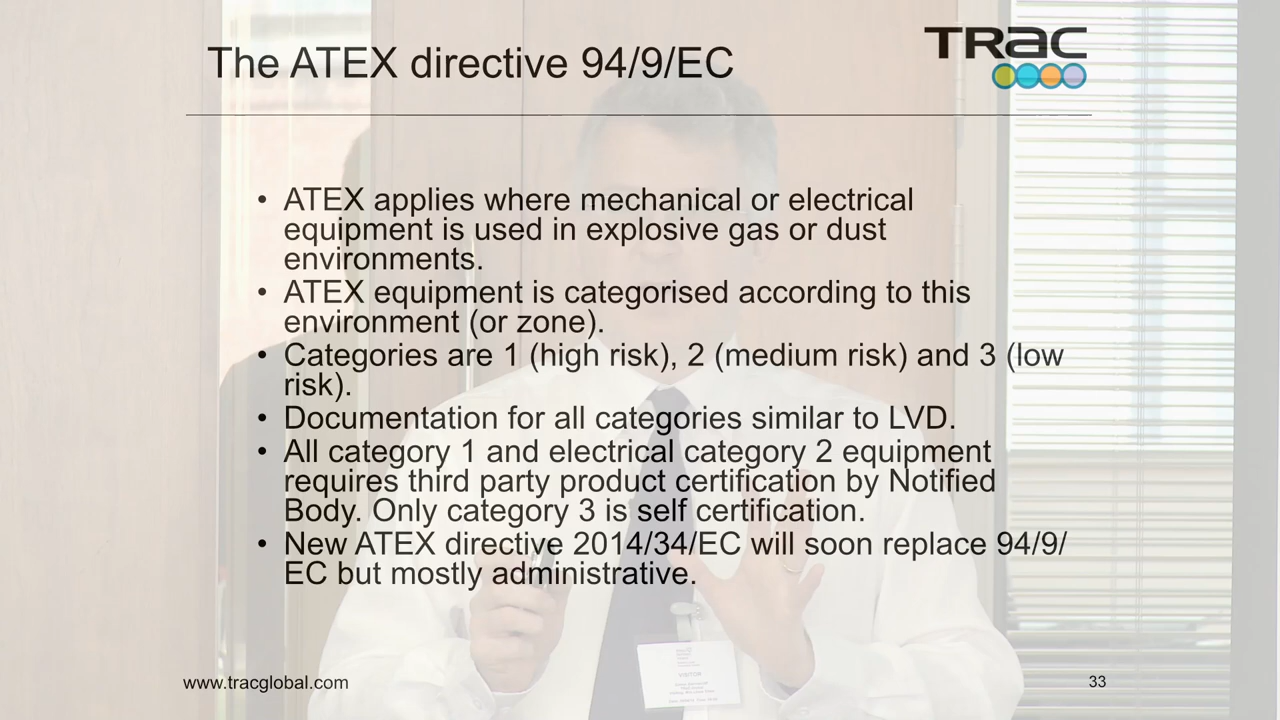 The ATEX directive 94/9/EC
TRac
• ATEX applies where mechanical or electrical
equipment is used in explosive gas or dust
environments.
• ATEX equipment is categorised according to this
environment (or zone).
• Categories are 1 (high risk), 2 (medium risk) and 3 (low
risk).
• Documentation for all categories similar to LVD.
• All category 1 and electrical category 2 equipment
requires third party product certification by Notified
Body. Only category 3 is self certification.
• New ATEX directive 2014/34/EC will soon replace 94/9/
EC but mostly administrative.
VISITOR
www.tracglobal.com
33